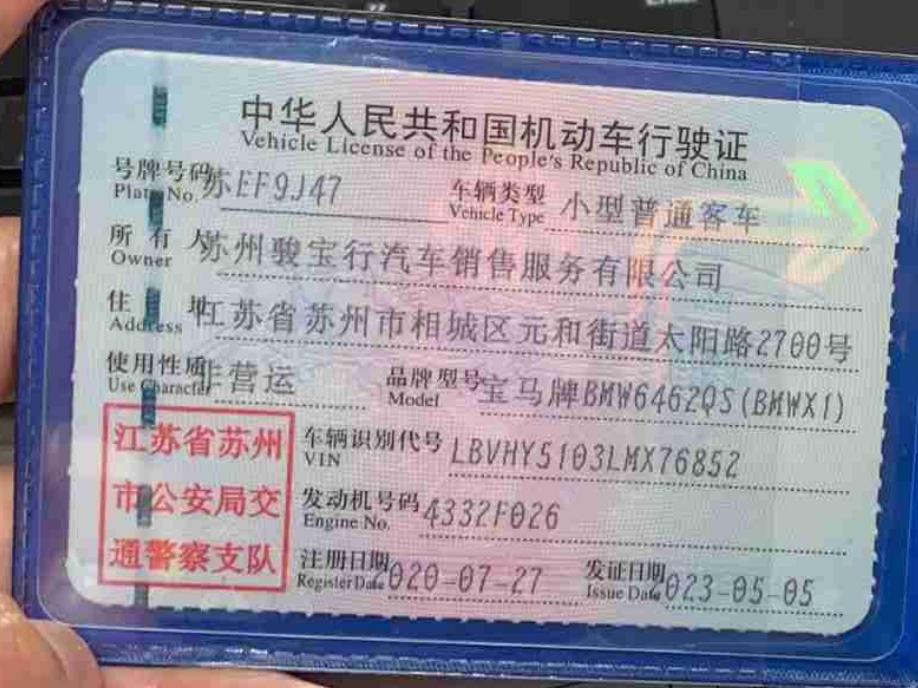 中华人民共和国机动车行驶证
Vehicle License of the People's Republic of China
号牌号码 苏EF9J47 车辆类型 小型普通客车
Plate No. Vehicle Type
所有人 苏州骏宝行汽车销售服务有限公司
Owner
住址 江苏省苏州市相城区元和街道太阳路2700号
Address
使用性质 非营运 品牌型号 宝马牌BMW6462QS(BMWX1)
Use Character Model
江苏省苏州
市公安局交
通警察支队
车辆识别代号 LBVHY5103LMX76852
VIN
发动机号码 4332F026
Engine No.
注册日期 020-07-27 发证日期 023-05-05
Register Date Issue Date